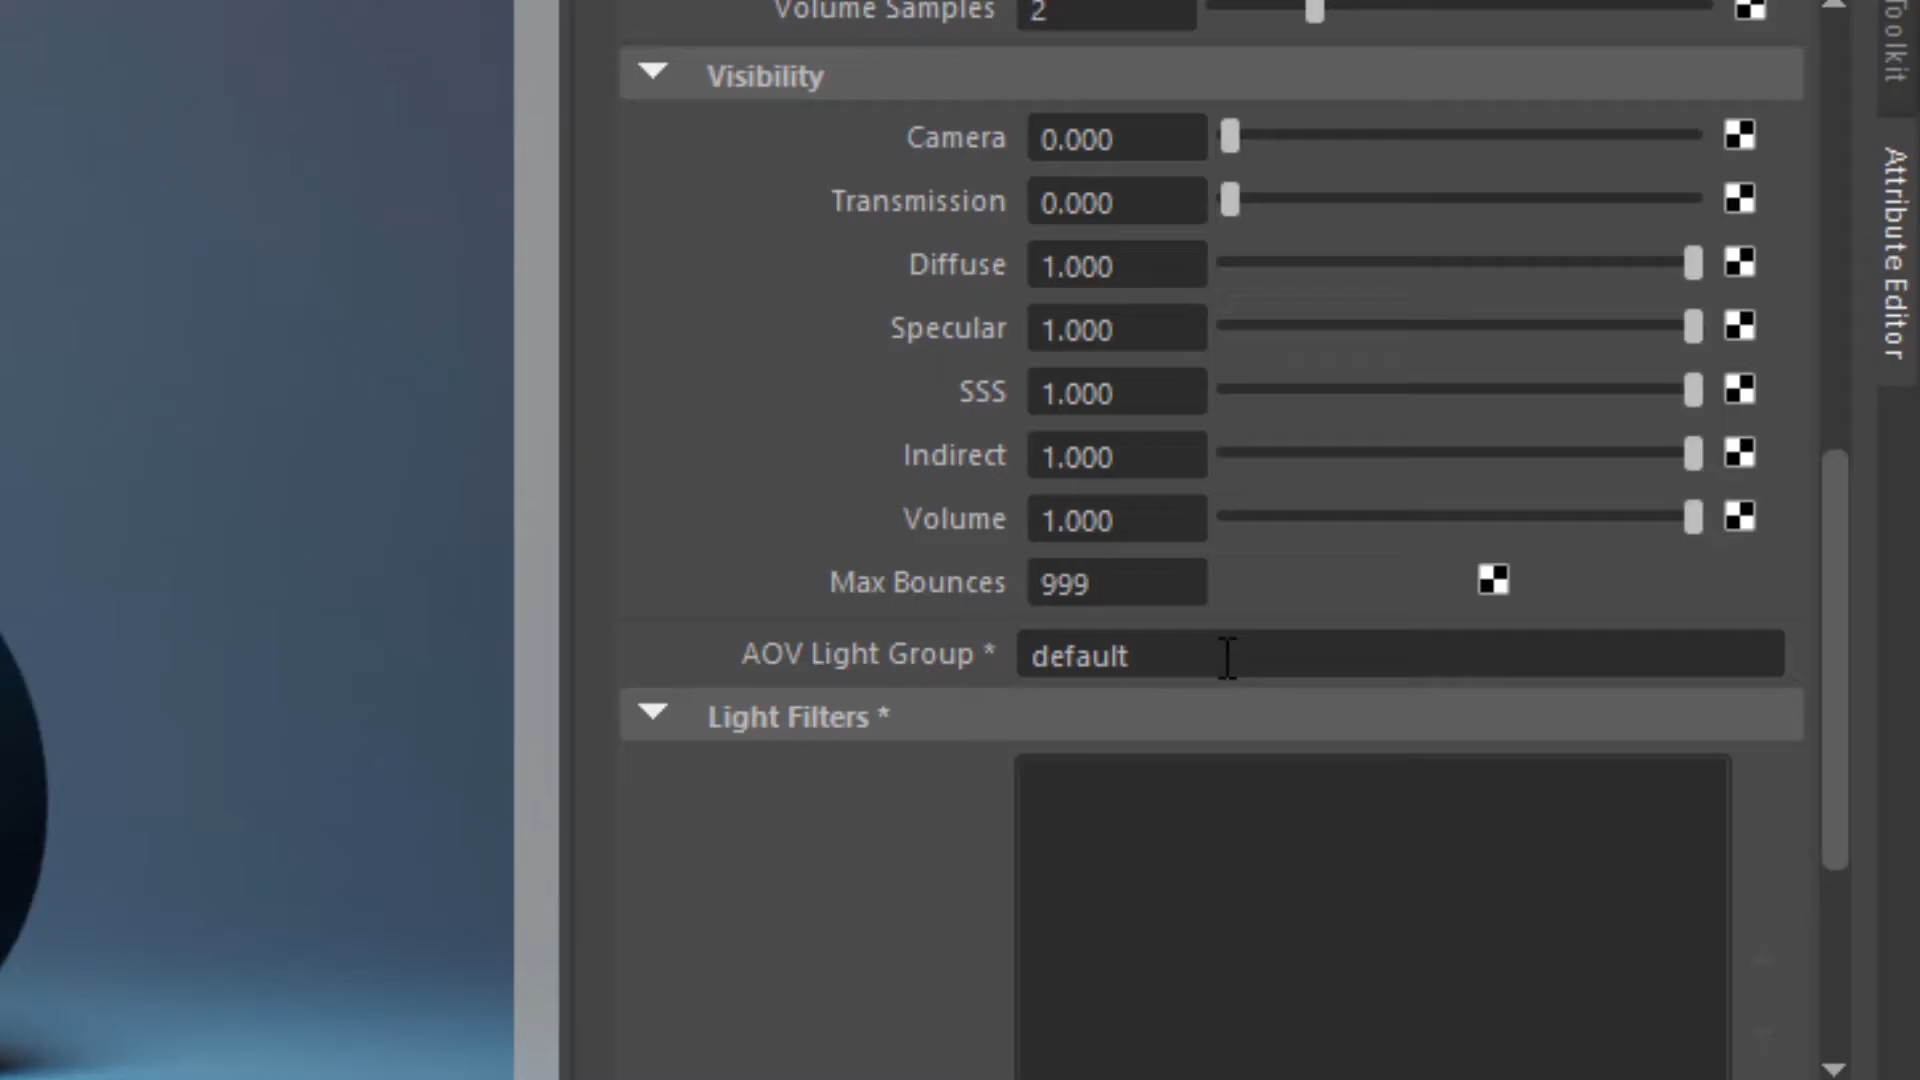 Volume Samples 2
Visibility
Camera 0.000
Transmission 0.000
Diffuse 1.000
Specular 1.000
SSS 1.000
Indirect 1.000
Volume 1.000
Max Bounces 999
AOV Light Group * default
Light Filters *
Toolkit
Attribute Editor